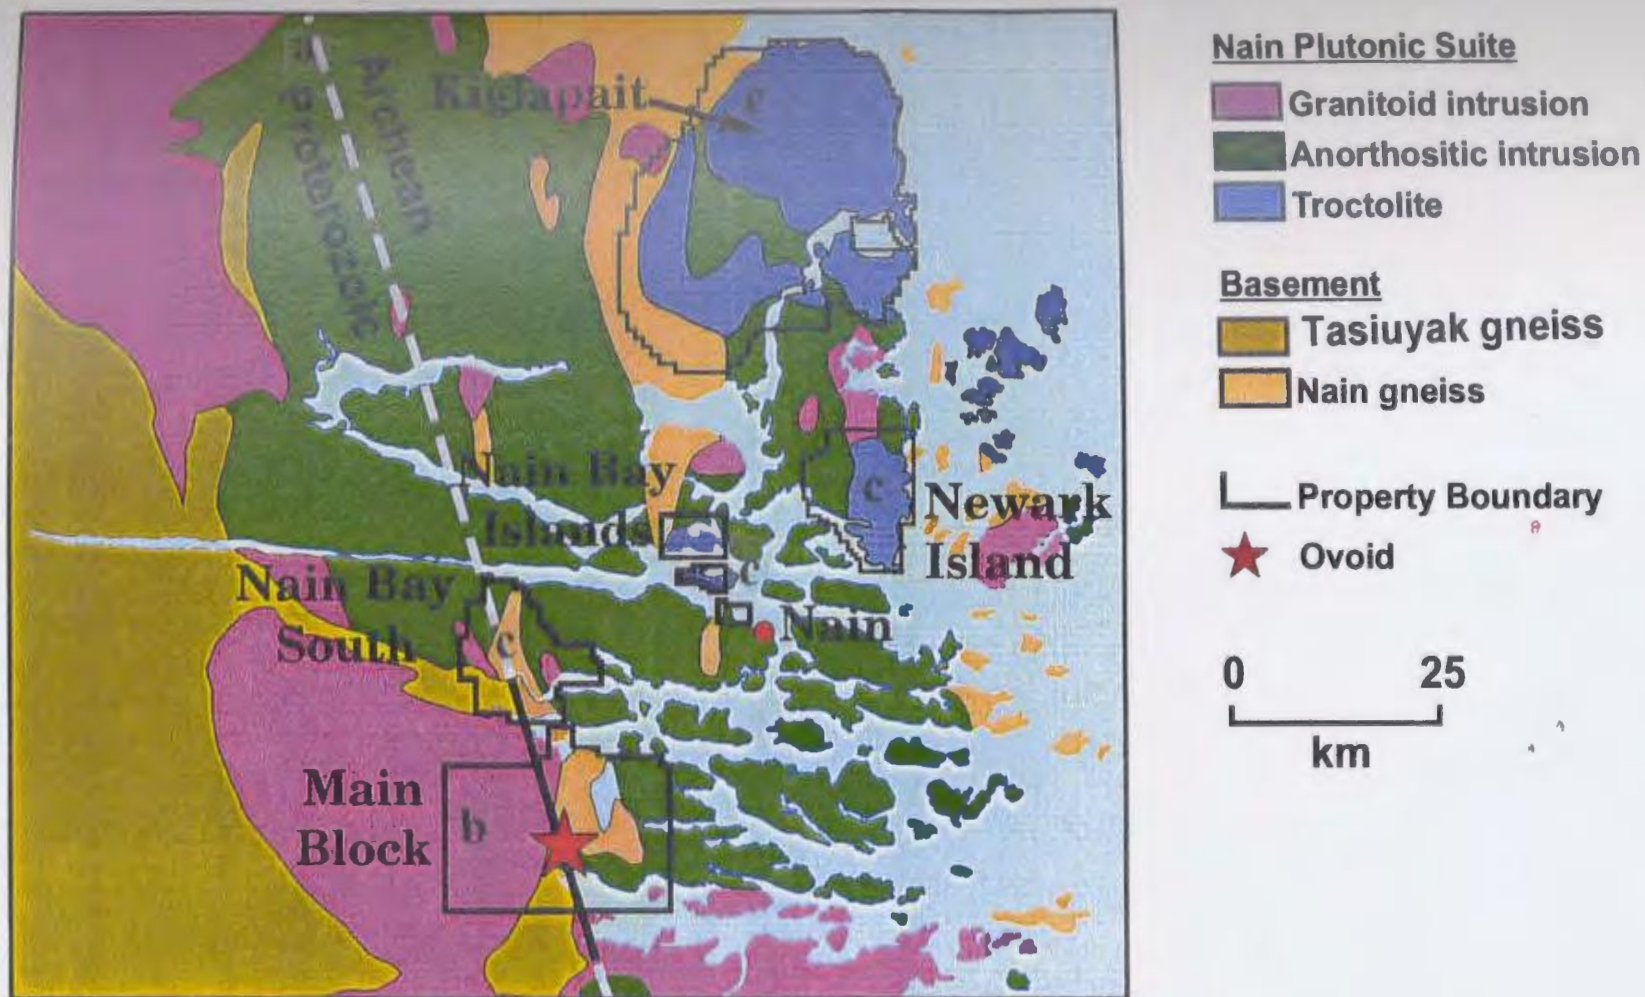 Archean
Proterozoic
Kiglapait
Nain Bay
Islands
c
Newark
Island
c
Nain
Nain Bay
South
c
Main
Block
b
Nain Plutonic Suite
Granitoid intrusion
Anorthositic intrusion
Troctolite
Basement
Tasiuyak gneiss
Nain gneiss
Property Boundary
Ovoid
0 25
km